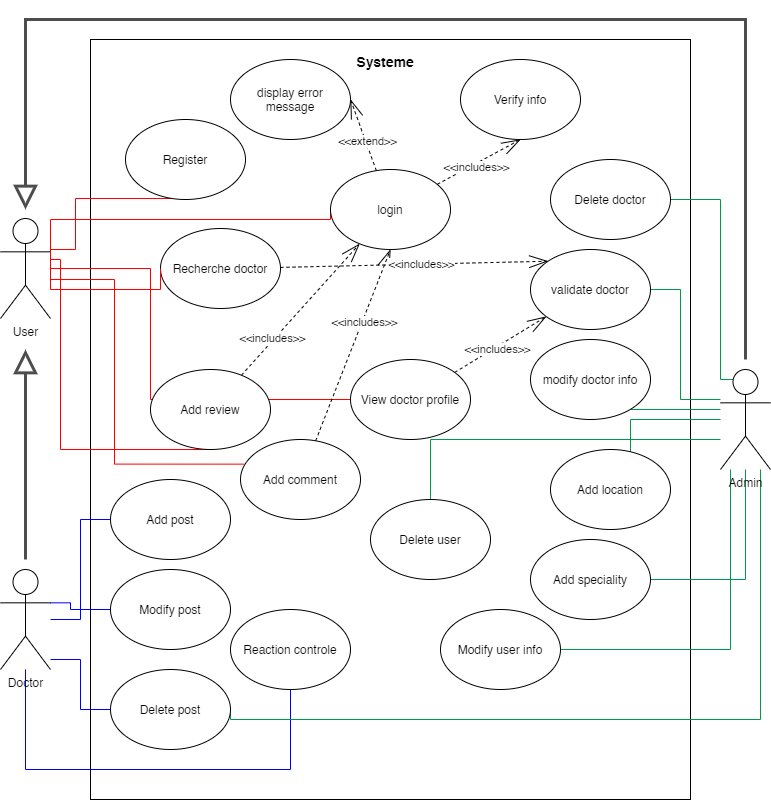 Systeme
display error
message
Verify info
<<extend>>
Register
<<includes>>
login
Delete doctor
Recherche doctor
<<includes>>
validate doctor
User
<<includes>>
<<includes>>
<<includes>>
modify doctor info
Add review
View doctor profile
Add comment
Admin
Add location
Add post
Delete user
Add speciality
Modify post
Reaction controle
Modify user info
Doctor
Delete post